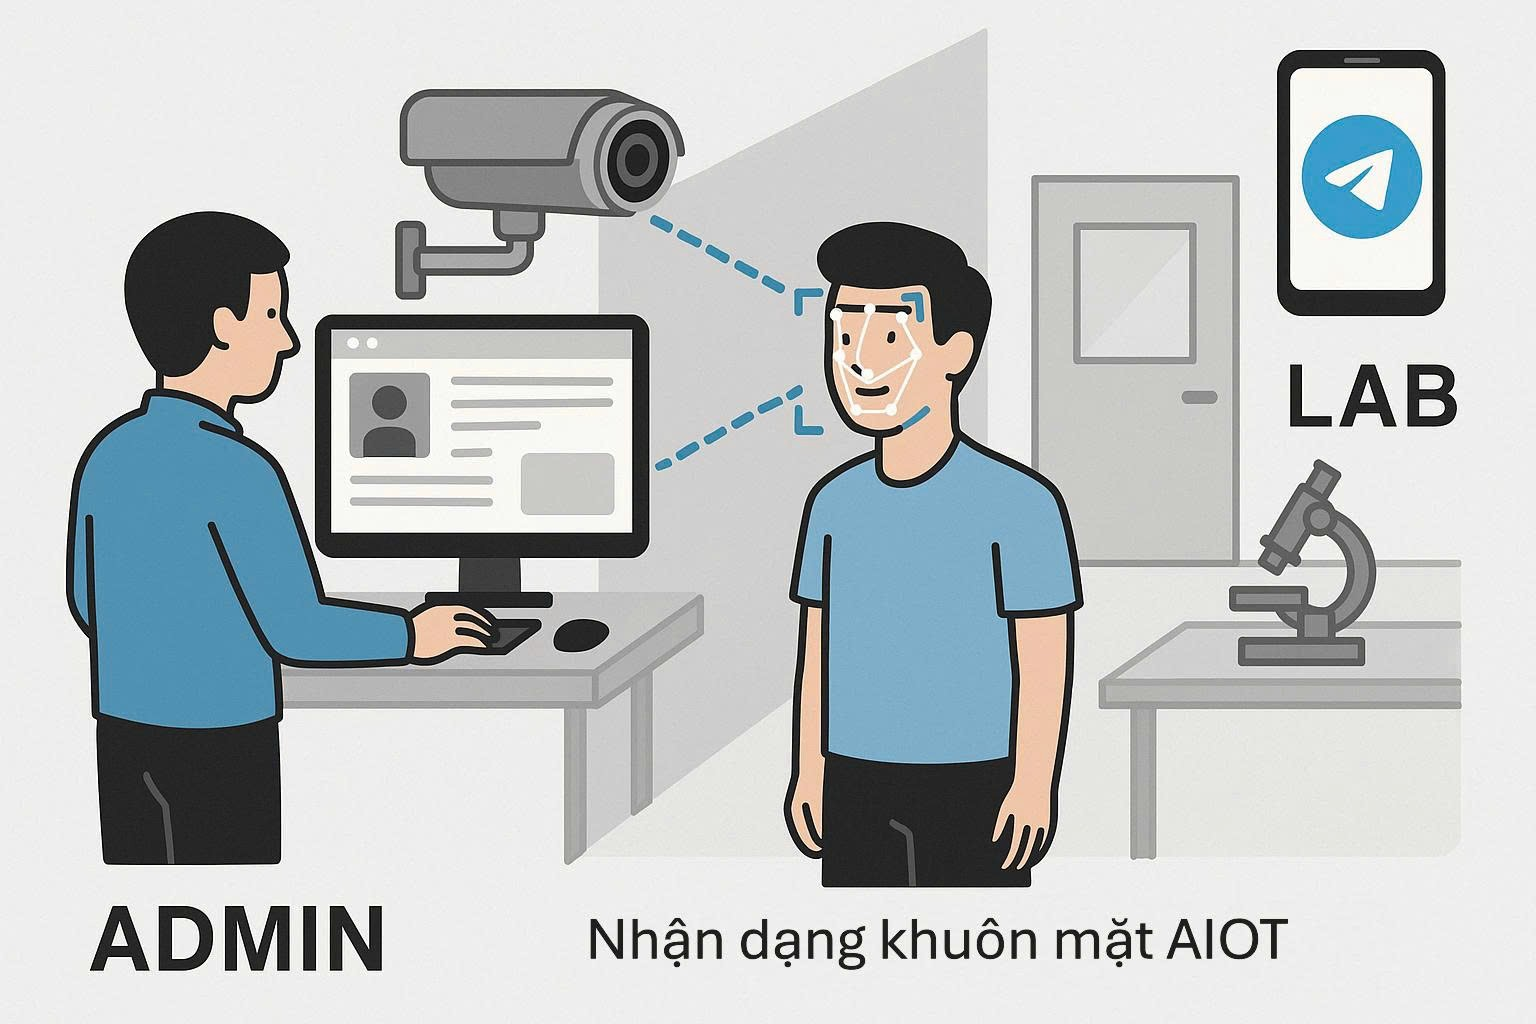 LAB
ADMIN
Nhận dạng khuôn mặt AIOT